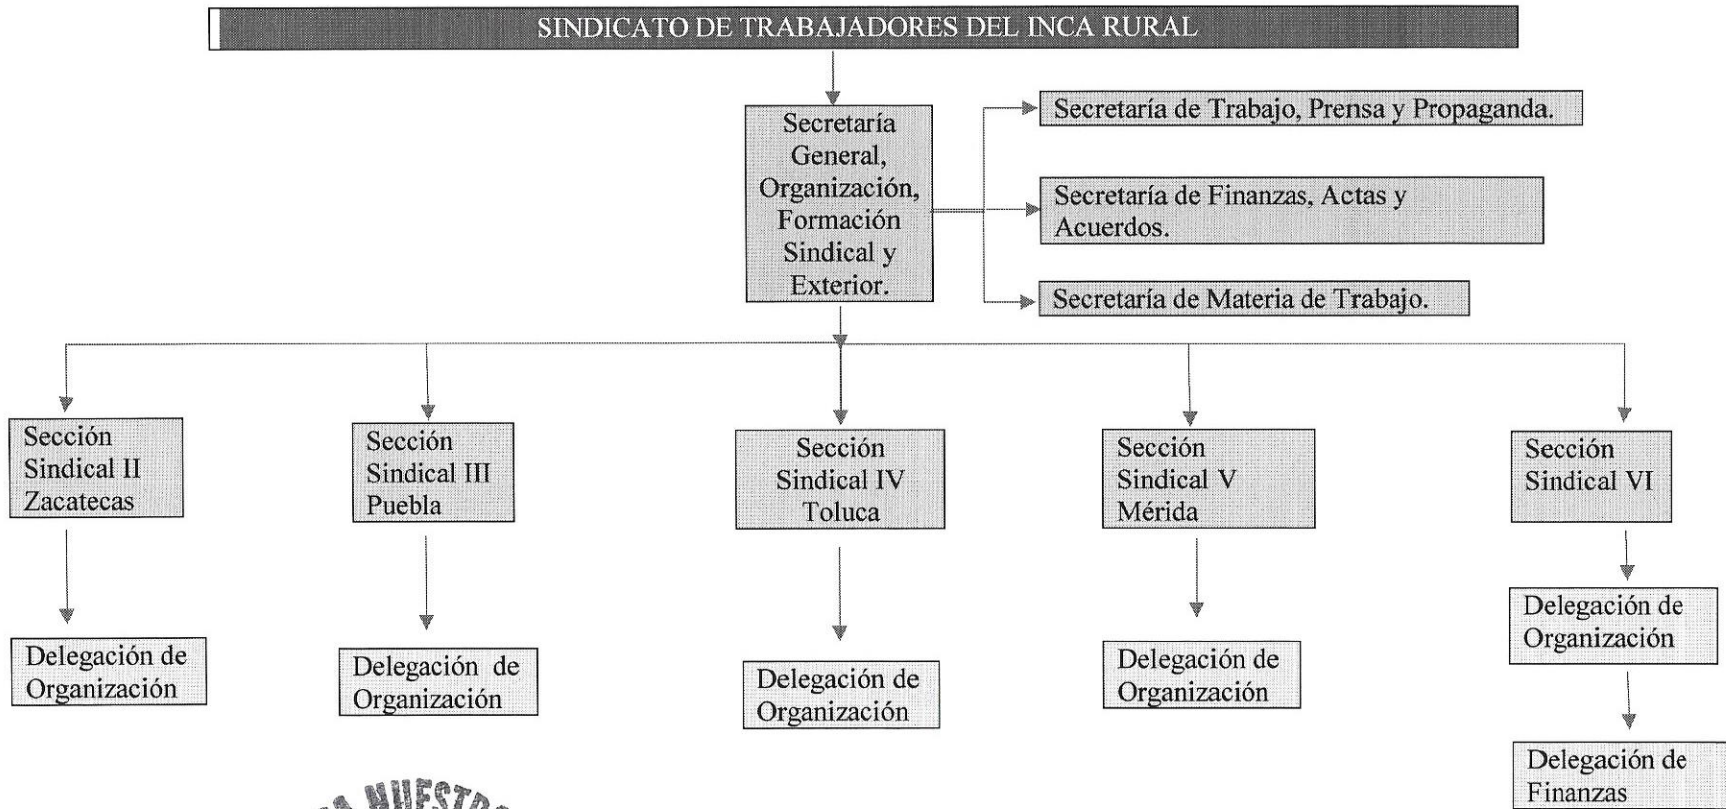 SINDICATO DE TRABAJADORES DEL INCA RURAL
Secretaría
General,
Organización,
Formación
Sindical y
Exterior.
Secretaría de Trabajo, Prensa y Propaganda.
Secretaría de Finanzas, Actas y
Acuerdos.
Secretaría de Materia de Trabajo.
Sección
Sindical II
Zacatecas
Sección
Sindical III
Puebla
Sección
Sindical IV
Toluca
Sección
Sindical V
Mérida
Sección
Sindical VI
Delegación de
Organización
Delegación de
Organización
Delegación de
Organización
Delegación de
Organización
Delegación de
Organización
Delegación de
Finanzas